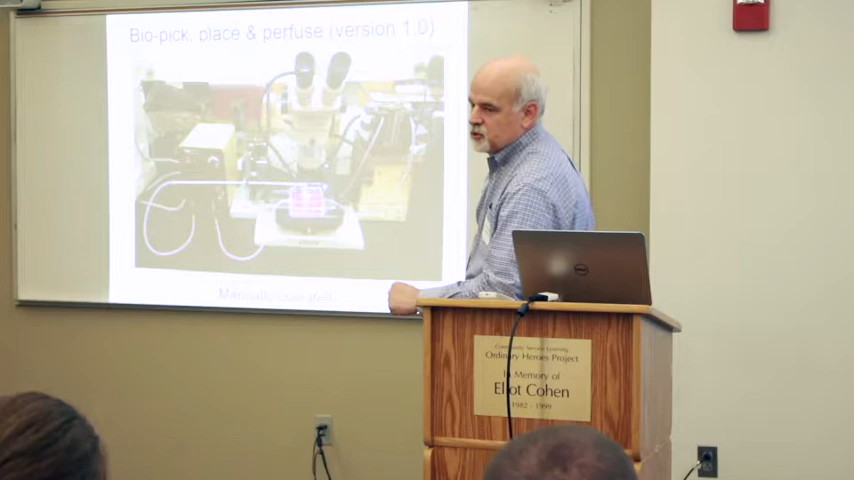 Bio-pick, place & perfuse (version 1.0)
Manually operated
DELL
Community Service Learning
Ordinary Heroes Project
In Memory of
Eliot Cohen
1982 - 1999